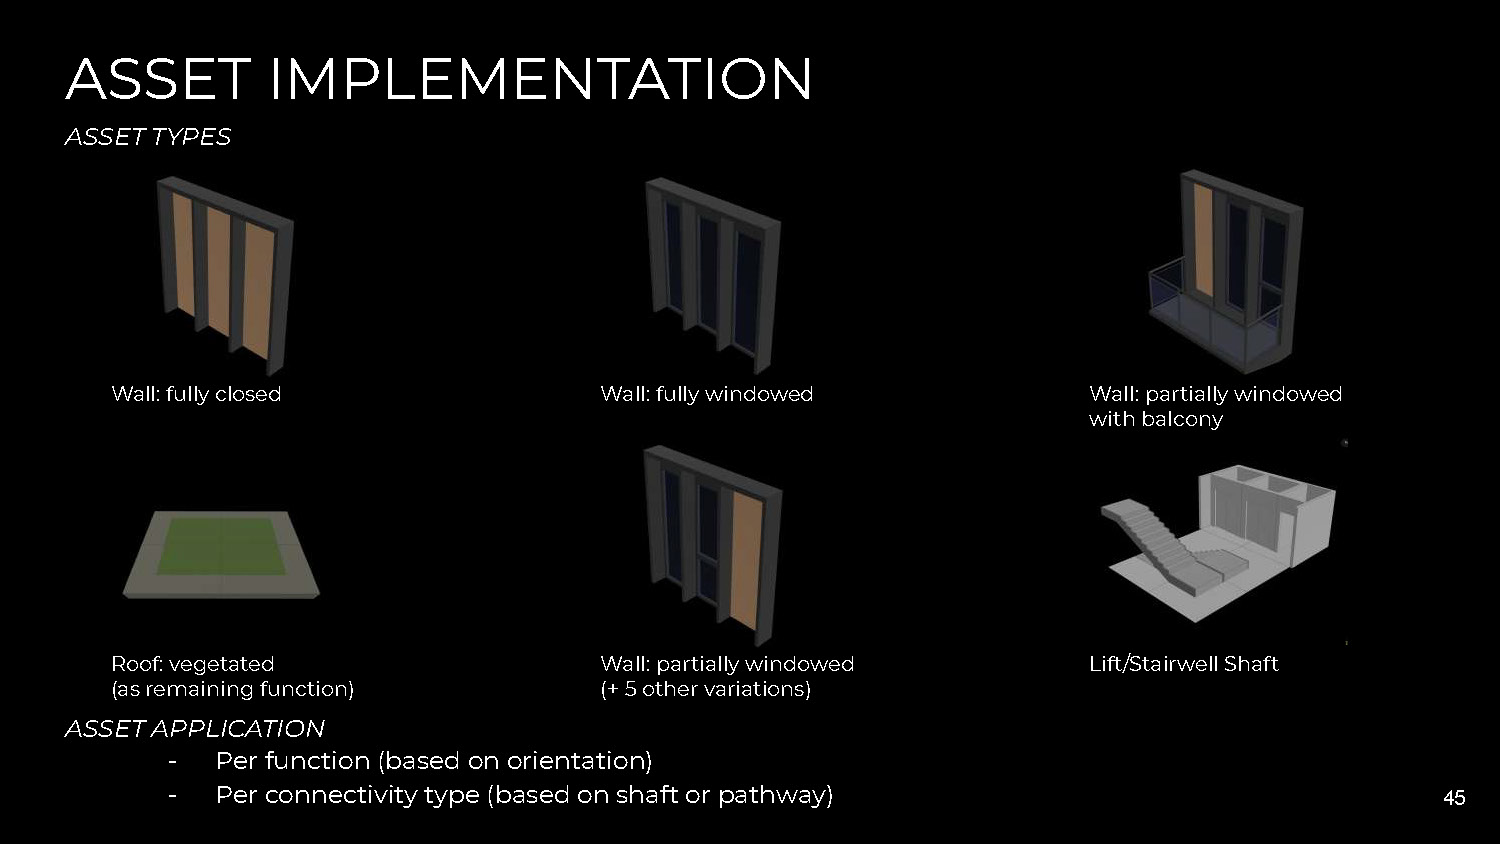 ASSET IMPLEMENTATION
ASSET TYPES
Wall: fully closed
Wall: fully windowed
Wall: partially windowed
with balcony
Roof: vegetated
(as remaining function)
Wall: partially windowed
(+ 5 other variations)
Lift/Stairwell Shaft
ASSET APPLICATION
- Per function (based on orientation)
- Per connectivity type (based on shaft or pathway)
45